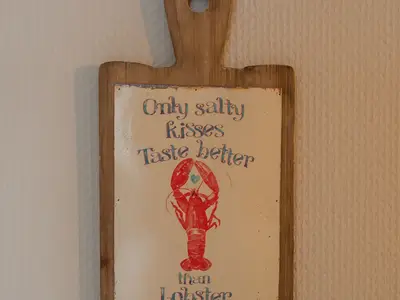 Only salty
kisses
Taste better
than
Lobster